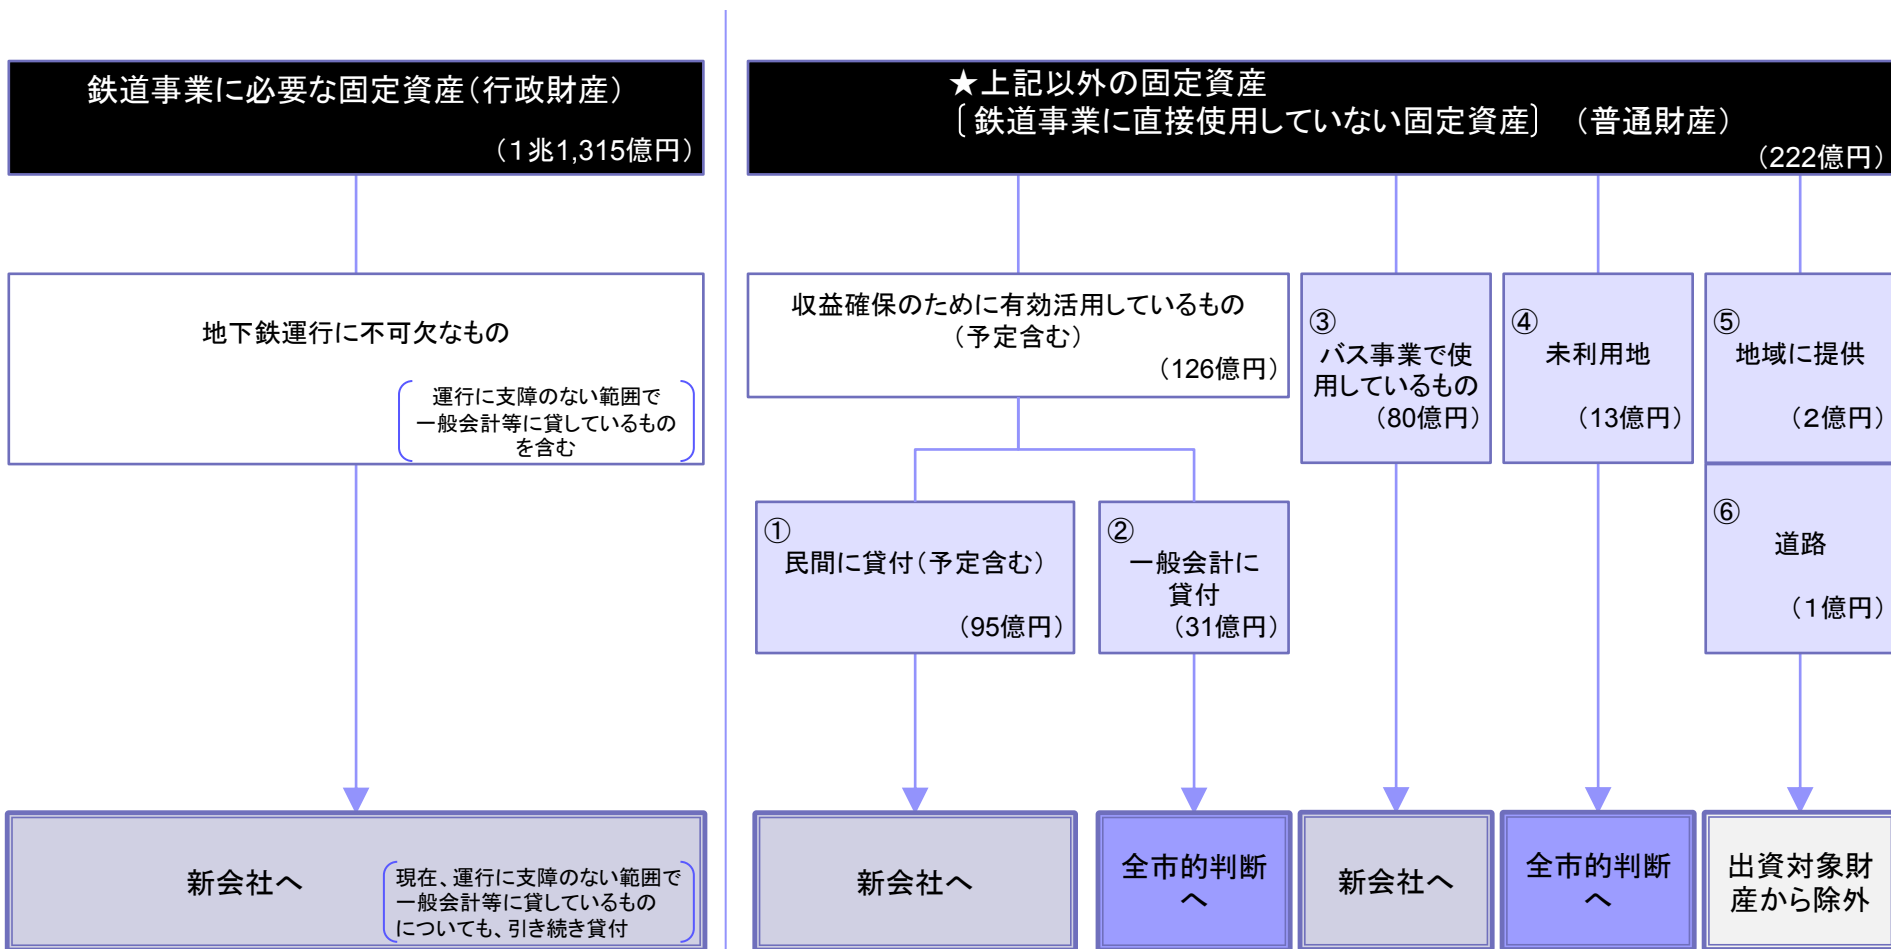 鉄道事業に必要な固定資産（行政財産）
（1兆1,315億円）
★上記以外の固定資産
〔鉄道事業に直接使用していない固定資産〕（普通財産）
（222億円）
地下鉄運行に不可欠なもの
運行に支障のない範囲で
一般会計等に貸しているもの
を含む
収益確保のために有効活用しているもの
（予定含む）
（126億円）
③
バス事業で使
用しているもの
（80億円）
④
未利用地
（13億円）
⑤
地域に提供
（２億円）
①
民間に貸付（予定含む）
（95億円）
②
一般会計に
貸付
（31億円）
⑥
道路
（１億円）
新会社へ
現在、運行に支障のない範囲で
一般会計等に貸しているもの
についても、引き続き貸付
新会社へ
全市的判断
へ
新会社へ
全市的判断
へ
出資対象財
産から除外